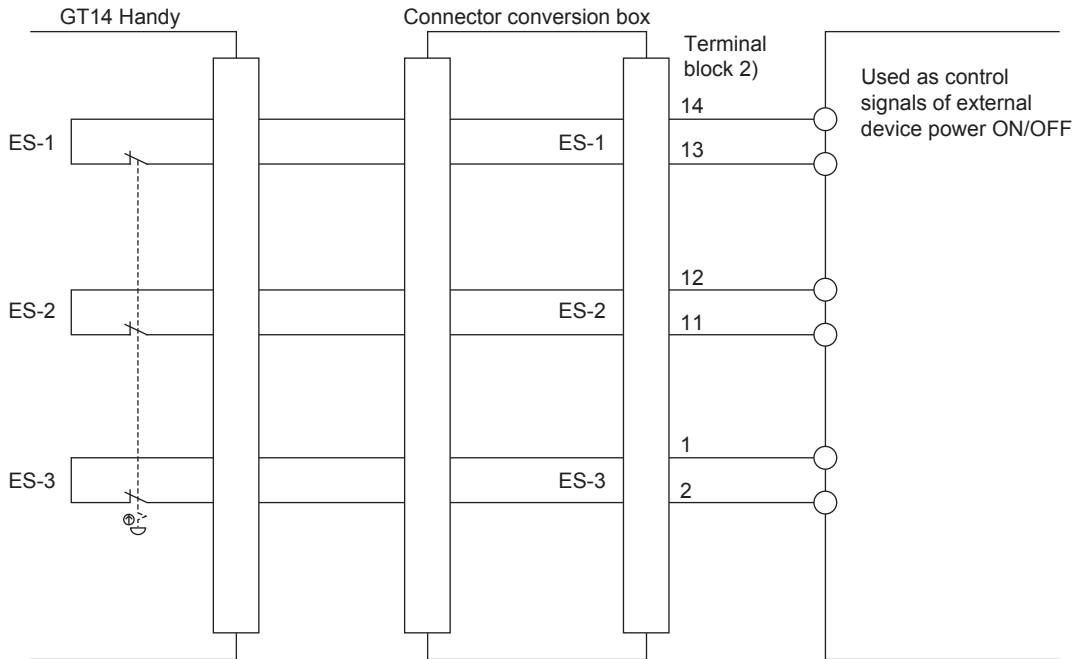 GT14 Handy
Connector conversion box
Terminal
block 2)
Used as control
signals of external
device power ON/OFF
14
ES-1
ES-1
13
12
ES-2
ES-2
11
1
ES-3
ES-3
2